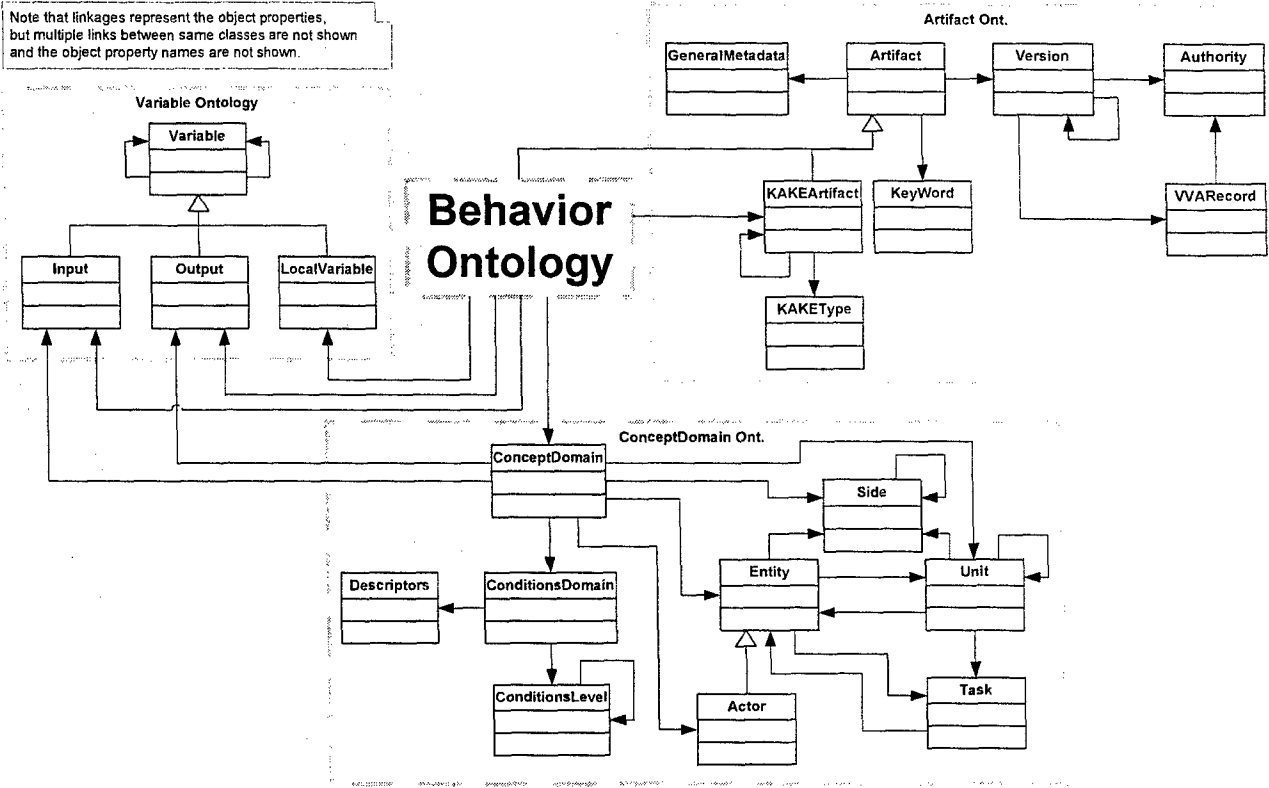 Note that linkages represent the object properties,
but multiple links between same classes are not shown
and the object property names are not shown.
Artifact Ont.
GeneralMetadata
Artifact
Version
Authority
Variable Ontology
Variable
Behavior
Ontology
KAKEArtifact
KeyWord
VVARecord
Input
Output
LocalVariable
KAKEType
ConceptDomain Ont.
ConceptDomain
Side
Descriptors
ConditionsDomain
Entity
Unit
ConditionsLevel
Actor
Task